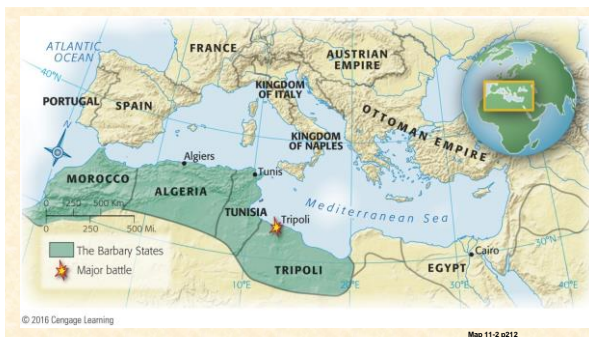 ATLANTIC
OCEAN
FRANCE
AUSTRIAN
EMPIRE
40°N
KINGDOM
OF ITALY
PORTUGAL
SPAIN
OTTOMAN EMPIRE
KINGDOM
OF NAPLES
N
Algiers
Tunis
MOROCCO
ALGERIA
Mediterranean Sea
0 250 500 Km.
0 250 500 Mi.
TUNISIA
Tripoli
The Barbary States
Major battle
TRIPOLI
EGYPT
Cairo
30°N
40°N
10°E
20°E
30°E
40°E
© 2016 Cengage Learning
Map 11-2 p212